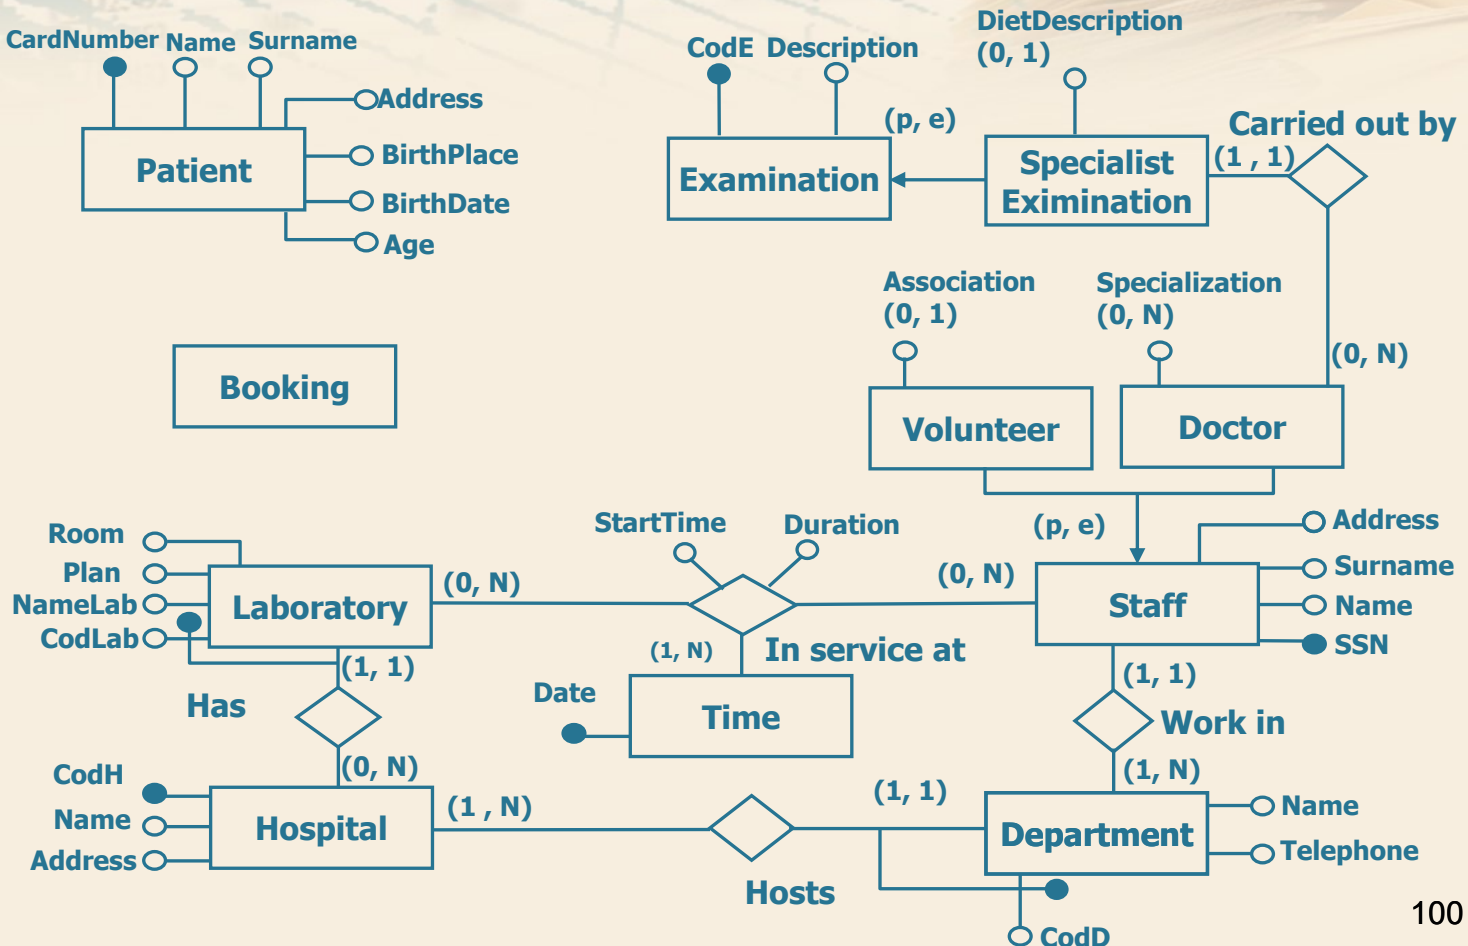 CardNumber Name Surname
Address
BirthPlace
BirthDate
Age
Patient
CodE Description
(p, e)
Examination
DietDescription
(0, 1)
Specialist
Eximination
Carried out by
(1 , 1)
(0, N)
Association
(0, 1)
Specialization
(0, N)
Volunteer
Doctor
Booking
(p, e)
Address
Surname
Name
SSN
Staff
Room
Plan
NameLab
CodLab
Laboratory
(0, N)
StartTime
Duration
(0, N)
(1, N)
In service at
Date
Time
(1, 1)
Has
(0, N)
(1, 1)
Work in
(1, N)
CodH
Name
Address
Hospital
(1 , N)
(1, 1)
Hosts
Department
Name
Telephone
CodD
100